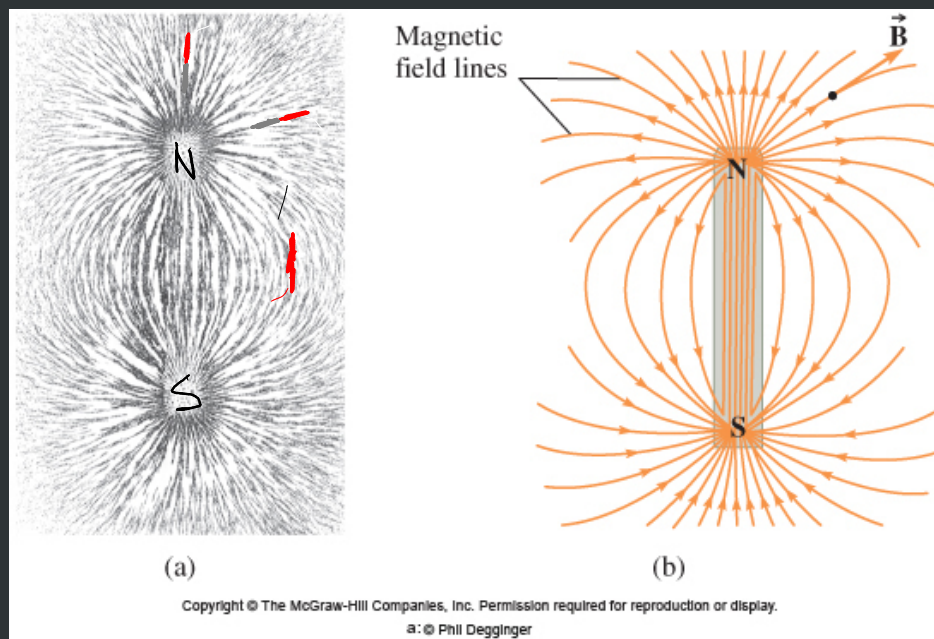 N
S
Magnetic
field lines
B
N
S
(a)
(b)
Copyright © The McGraw-Hill Companies, Inc. Permission required for reproduction or display.
a: © Phil Degginger